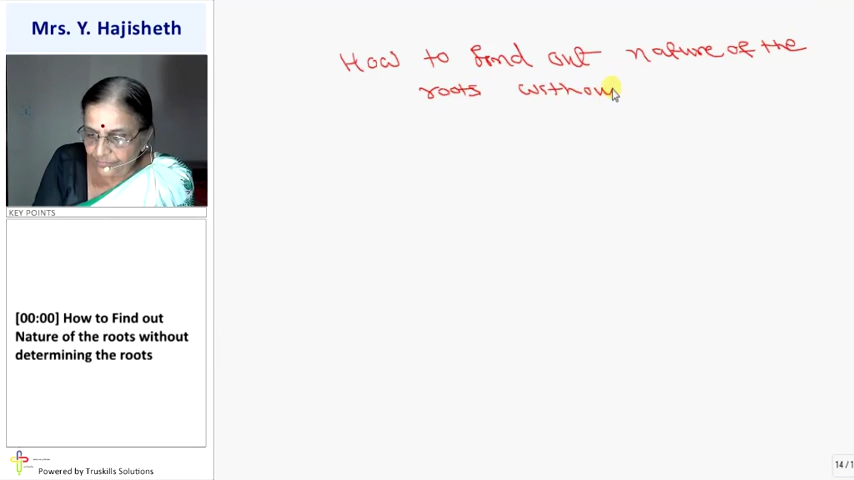 Mrs. Y. Hajisheth
How to find out nature of the
roots withou
KEY POINTS
[00:00] How to Find out
Nature of the roots without
determining the roots
Powered by Truskills Solutions
14 / 1